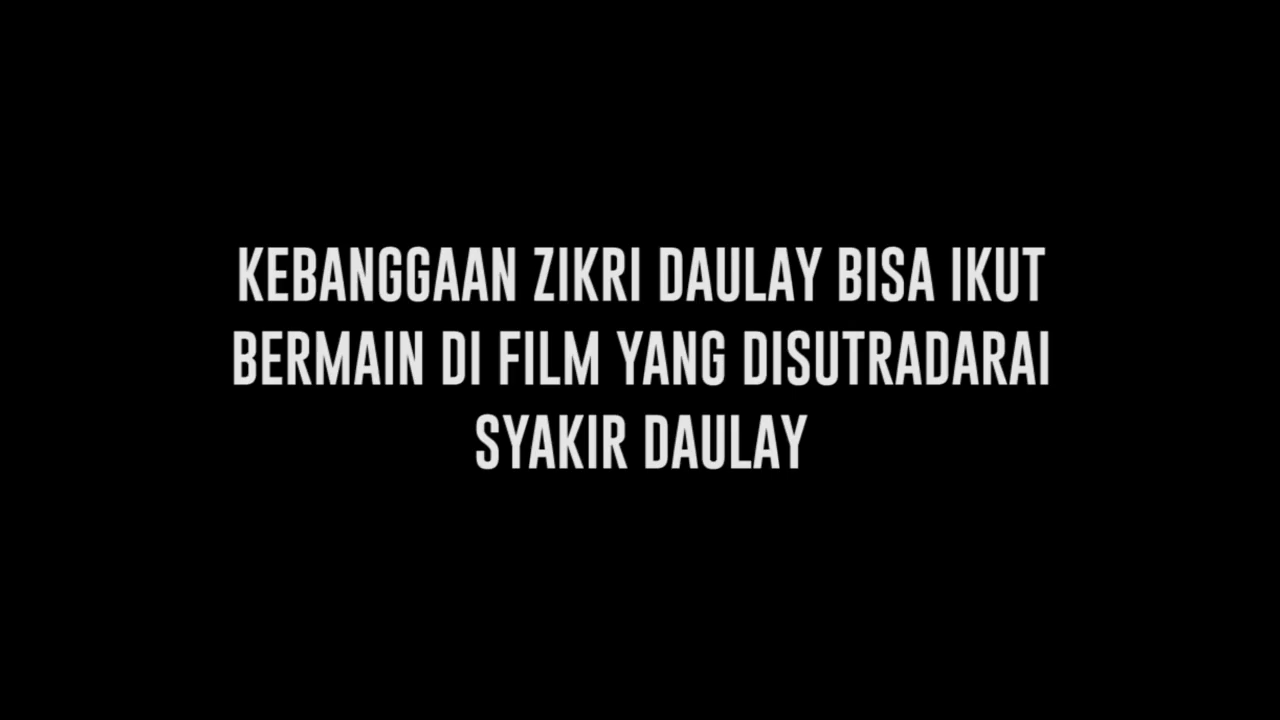 KEBANGGAAN ZIKRI DAULAY BISA IKUT
BERMAIN DI FILM YANG DISUTRADARAI
SYAKIR DAULAY